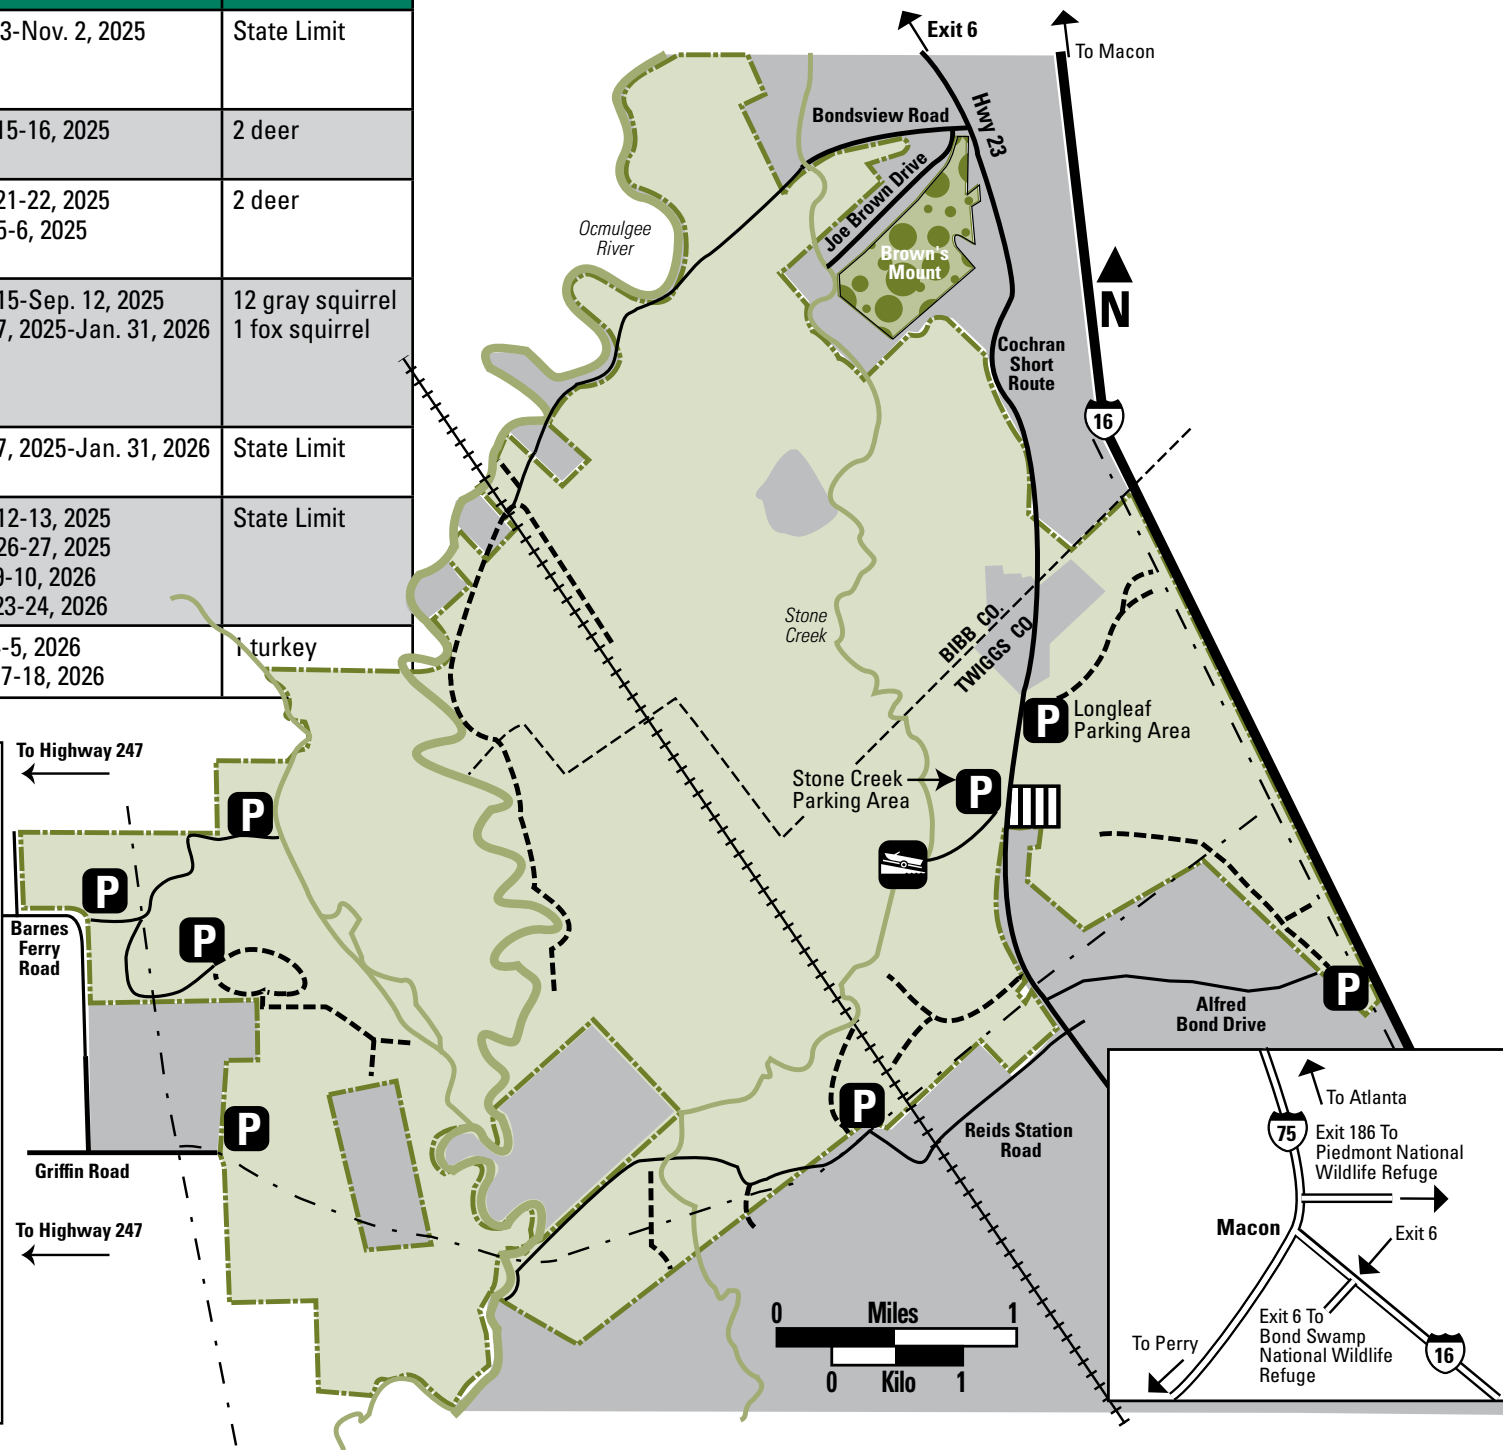 3-Nov. 2, 2025
State Limit
15-16, 2025
2 deer
21-22, 2025
5-6, 2025
2 deer
15-Sep. 12, 2025
7, 2025-Jan. 31, 2026
12 gray squirrel
1 fox squirrel
7, 2025-Jan. 31, 2026
State Limit
12-13, 2025
26-27, 2025
9-10, 2026
23-24, 2026
State Limit
-5, 2026
7-18, 2026
1 turkey
Exit 6
To Macon
Bondsview Road
Hwy 23
Joe Brown Drive
Ocmulgee
River
Brown's
Mount
N
Cochran
Short
Route
16
Stone
Creek
BIBB CO.
TWIGGS CO
P
Longleaf
Parking Area
Stone Creek
Parking Area
P
To Highway 247
P
P
P
Barnes
Ferry
Road
P
Alfred
Bond Drive
P
P
Griffin Road
Reids Station
Road
To Highway 247
0 Miles 1
0 Kilo 1
To Atlanta
75
Exit 186 To
Piedmont National
Wildlife Refuge
Macon
Exit 6
Exit 6 To
Bond Swamp
National Wildlife
Refuge
To Perry
16